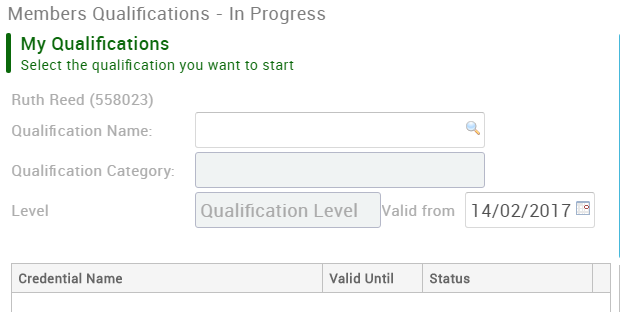 Members Qualifications - In Progress
My Qualifications
Select the qualification you want to start
Ruth Reed (558023)
Qualification Name:
Qualification Category:
Level Qualification Level Valid from 14/02/2017
Credential Name Valid Until Status